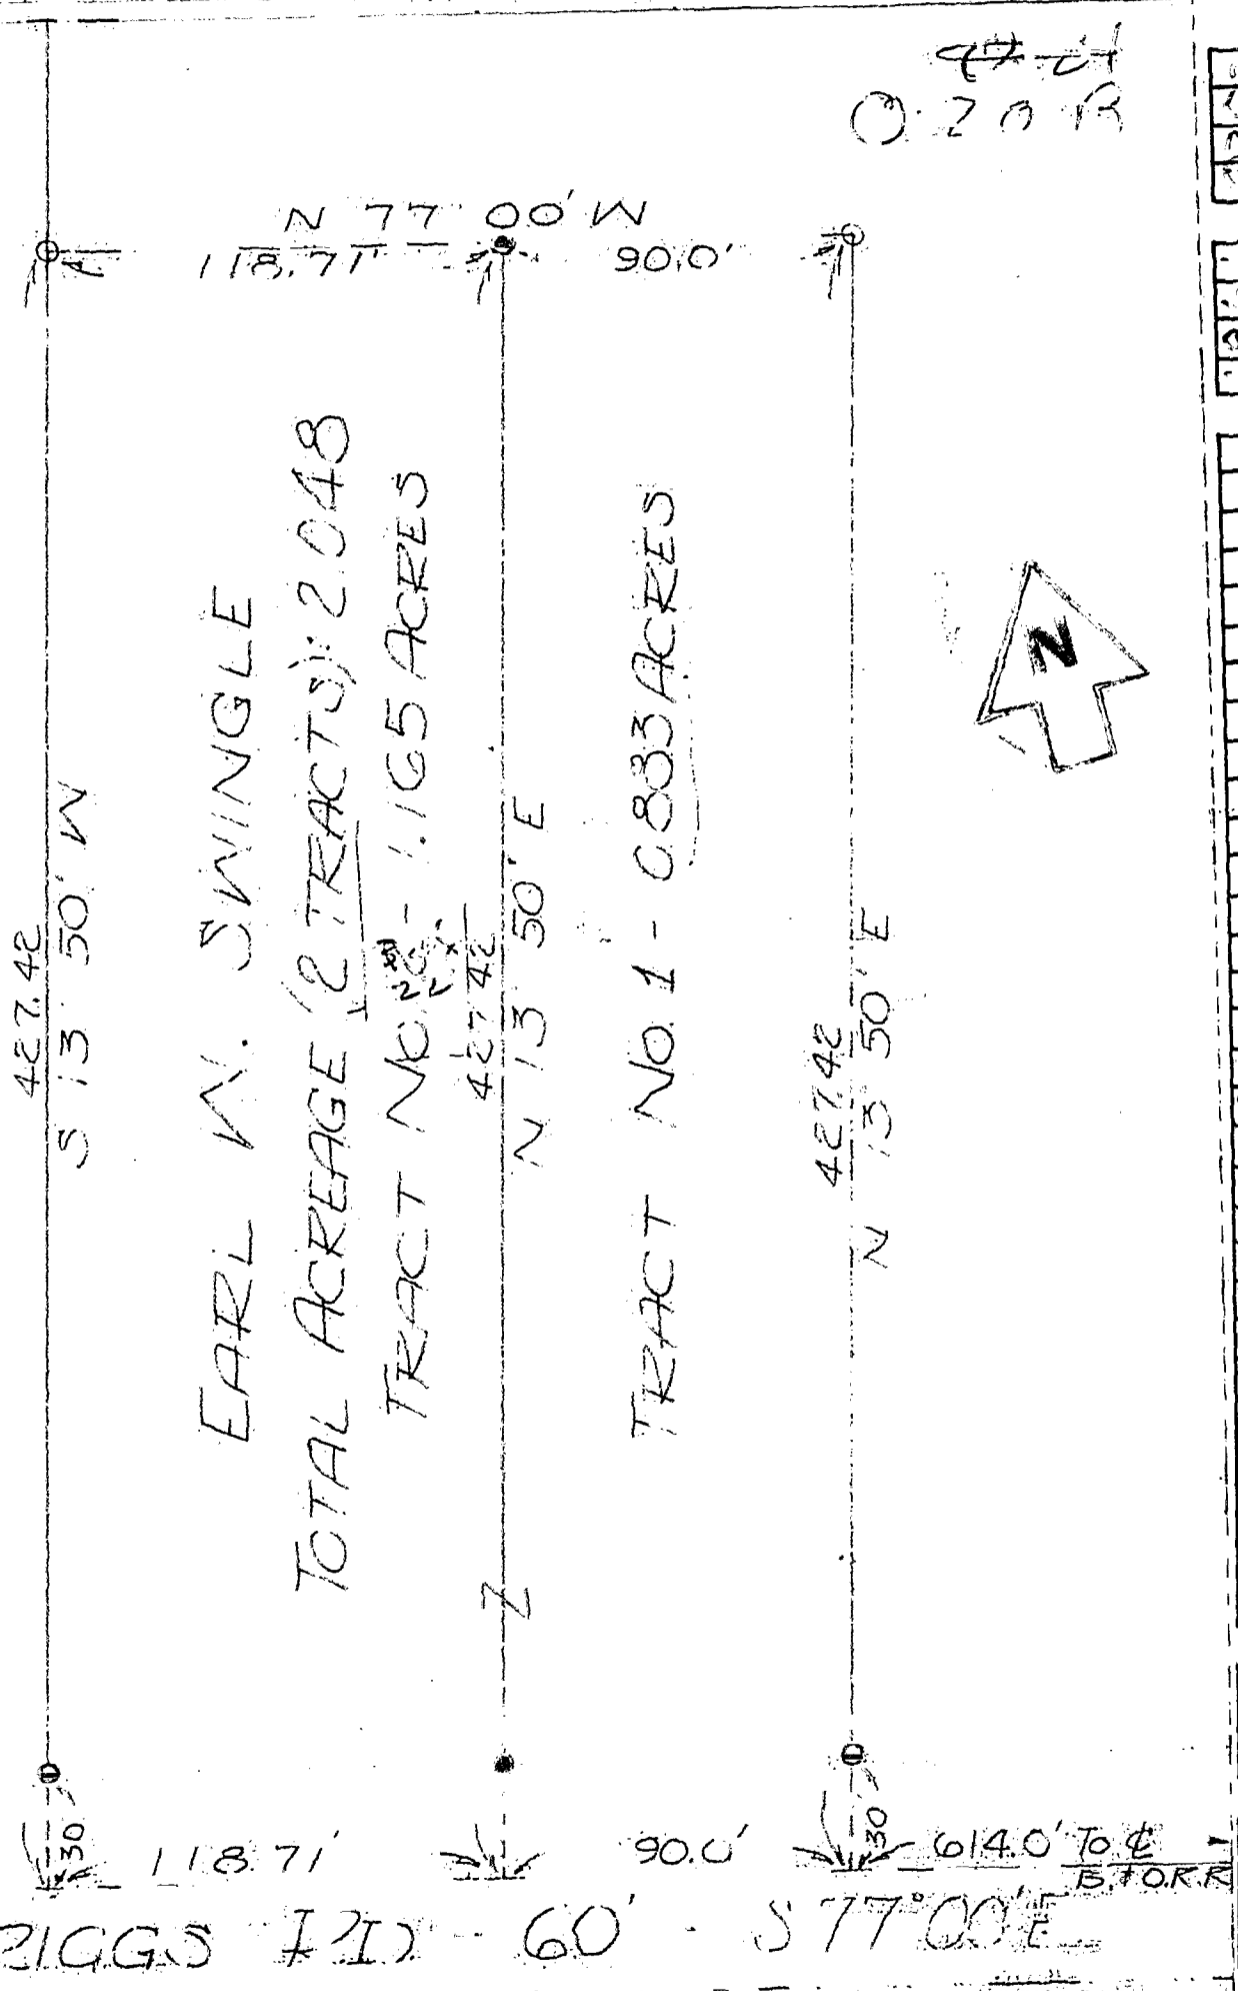 N 77 00' W
118.71'
90.0'
427.42
S 13 50' W
EARL W. SWINGLE
TOTAL ACREAGE (2 TRACTS): 2.048
TRACT No. - 1.165 ACRES
427.42
N 13 50' E
TRACT No. 1 - 0.883 ACRES
427.42
N 13 50' E
N
30'
118.71'
90.0'
30'
614.0' To ℄
B. + O.R.R
RIGGS RD - 60' - S 77°00' E